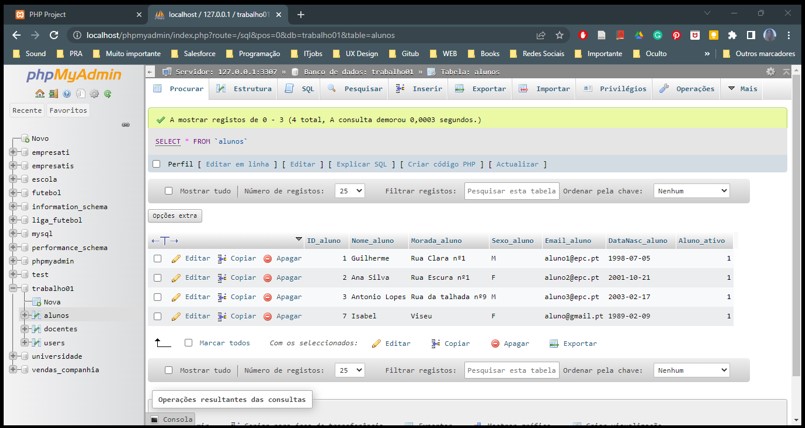 PHP Project
localhost / 127.0.0.1 / trabalho01
localhost/phpmyadmin/index.php?route=/sql&pos=0&db=trabalho01&table=alunos
Sound PRA Muito importante Salesforce Programação ITjobs UX Design Gitub WEB Books Redes Sociais Importante Oculto » Outros marcadores
phpMyAdmin
Recente Favoritos
Novo
empresati
empresatis
escola
futebol
information_schema
liga_futebol
mysql
performance_schema
phpmyadmin
test
trabalho01
Nova
alunos
docentes
users
universidade
vendas_companhia
Servidor: 127.0.0.1:3307 » Banco de dados: trabalho01 » Tabela: alunos
Procurar Estrutura SQL Pesquisar Inserir Exportar Importar Privilégios Operações Mais
A mostrar registos de 0 - 3 (4 total, A consulta demorou 0,0003 segundos.)
SELECT * FROM `alunos`
Perfil [ Editar em linha ] [ Editar ] [ Explicar SQL ] [ Criar código PHP ] [ Actualizar ]
Mostrar tudo Número de registos: 25 Filtrar registos: Pesquisar esta tabela Ordenar pela chave: Nenhum
Opções extra
ID_aluno Nome_aluno Morada_aluno Sexo_aluno Email_aluno DataNasc_aluno Aluno_ativo
Editar Copiar Apagar 1 Guilherme Rua Clara nº1 M aluno1@epc.pt 1998-07-05 1
Editar Copiar Apagar 2 Ana Silva Rua Escura nº1 F aluno2@epc.pt 2001-10-21 1
Editar Copiar Apagar 3 Antonio Lopes Rua da talhada nº9 M aluno3@epc.pt 2003-02-17 1
Editar Copiar Apagar 7 Isabel Viseu F aluno@gmail.pt 1989-02-09 1
Marcar todos Com os seleccionados: Editar Copiar Apagar Exportar
Mostrar tudo Número de registos: 25 Filtrar registos: Pesquisar esta tabela Ordenar pela chave: Nenhum
Operações resultantes das consultas
Consola